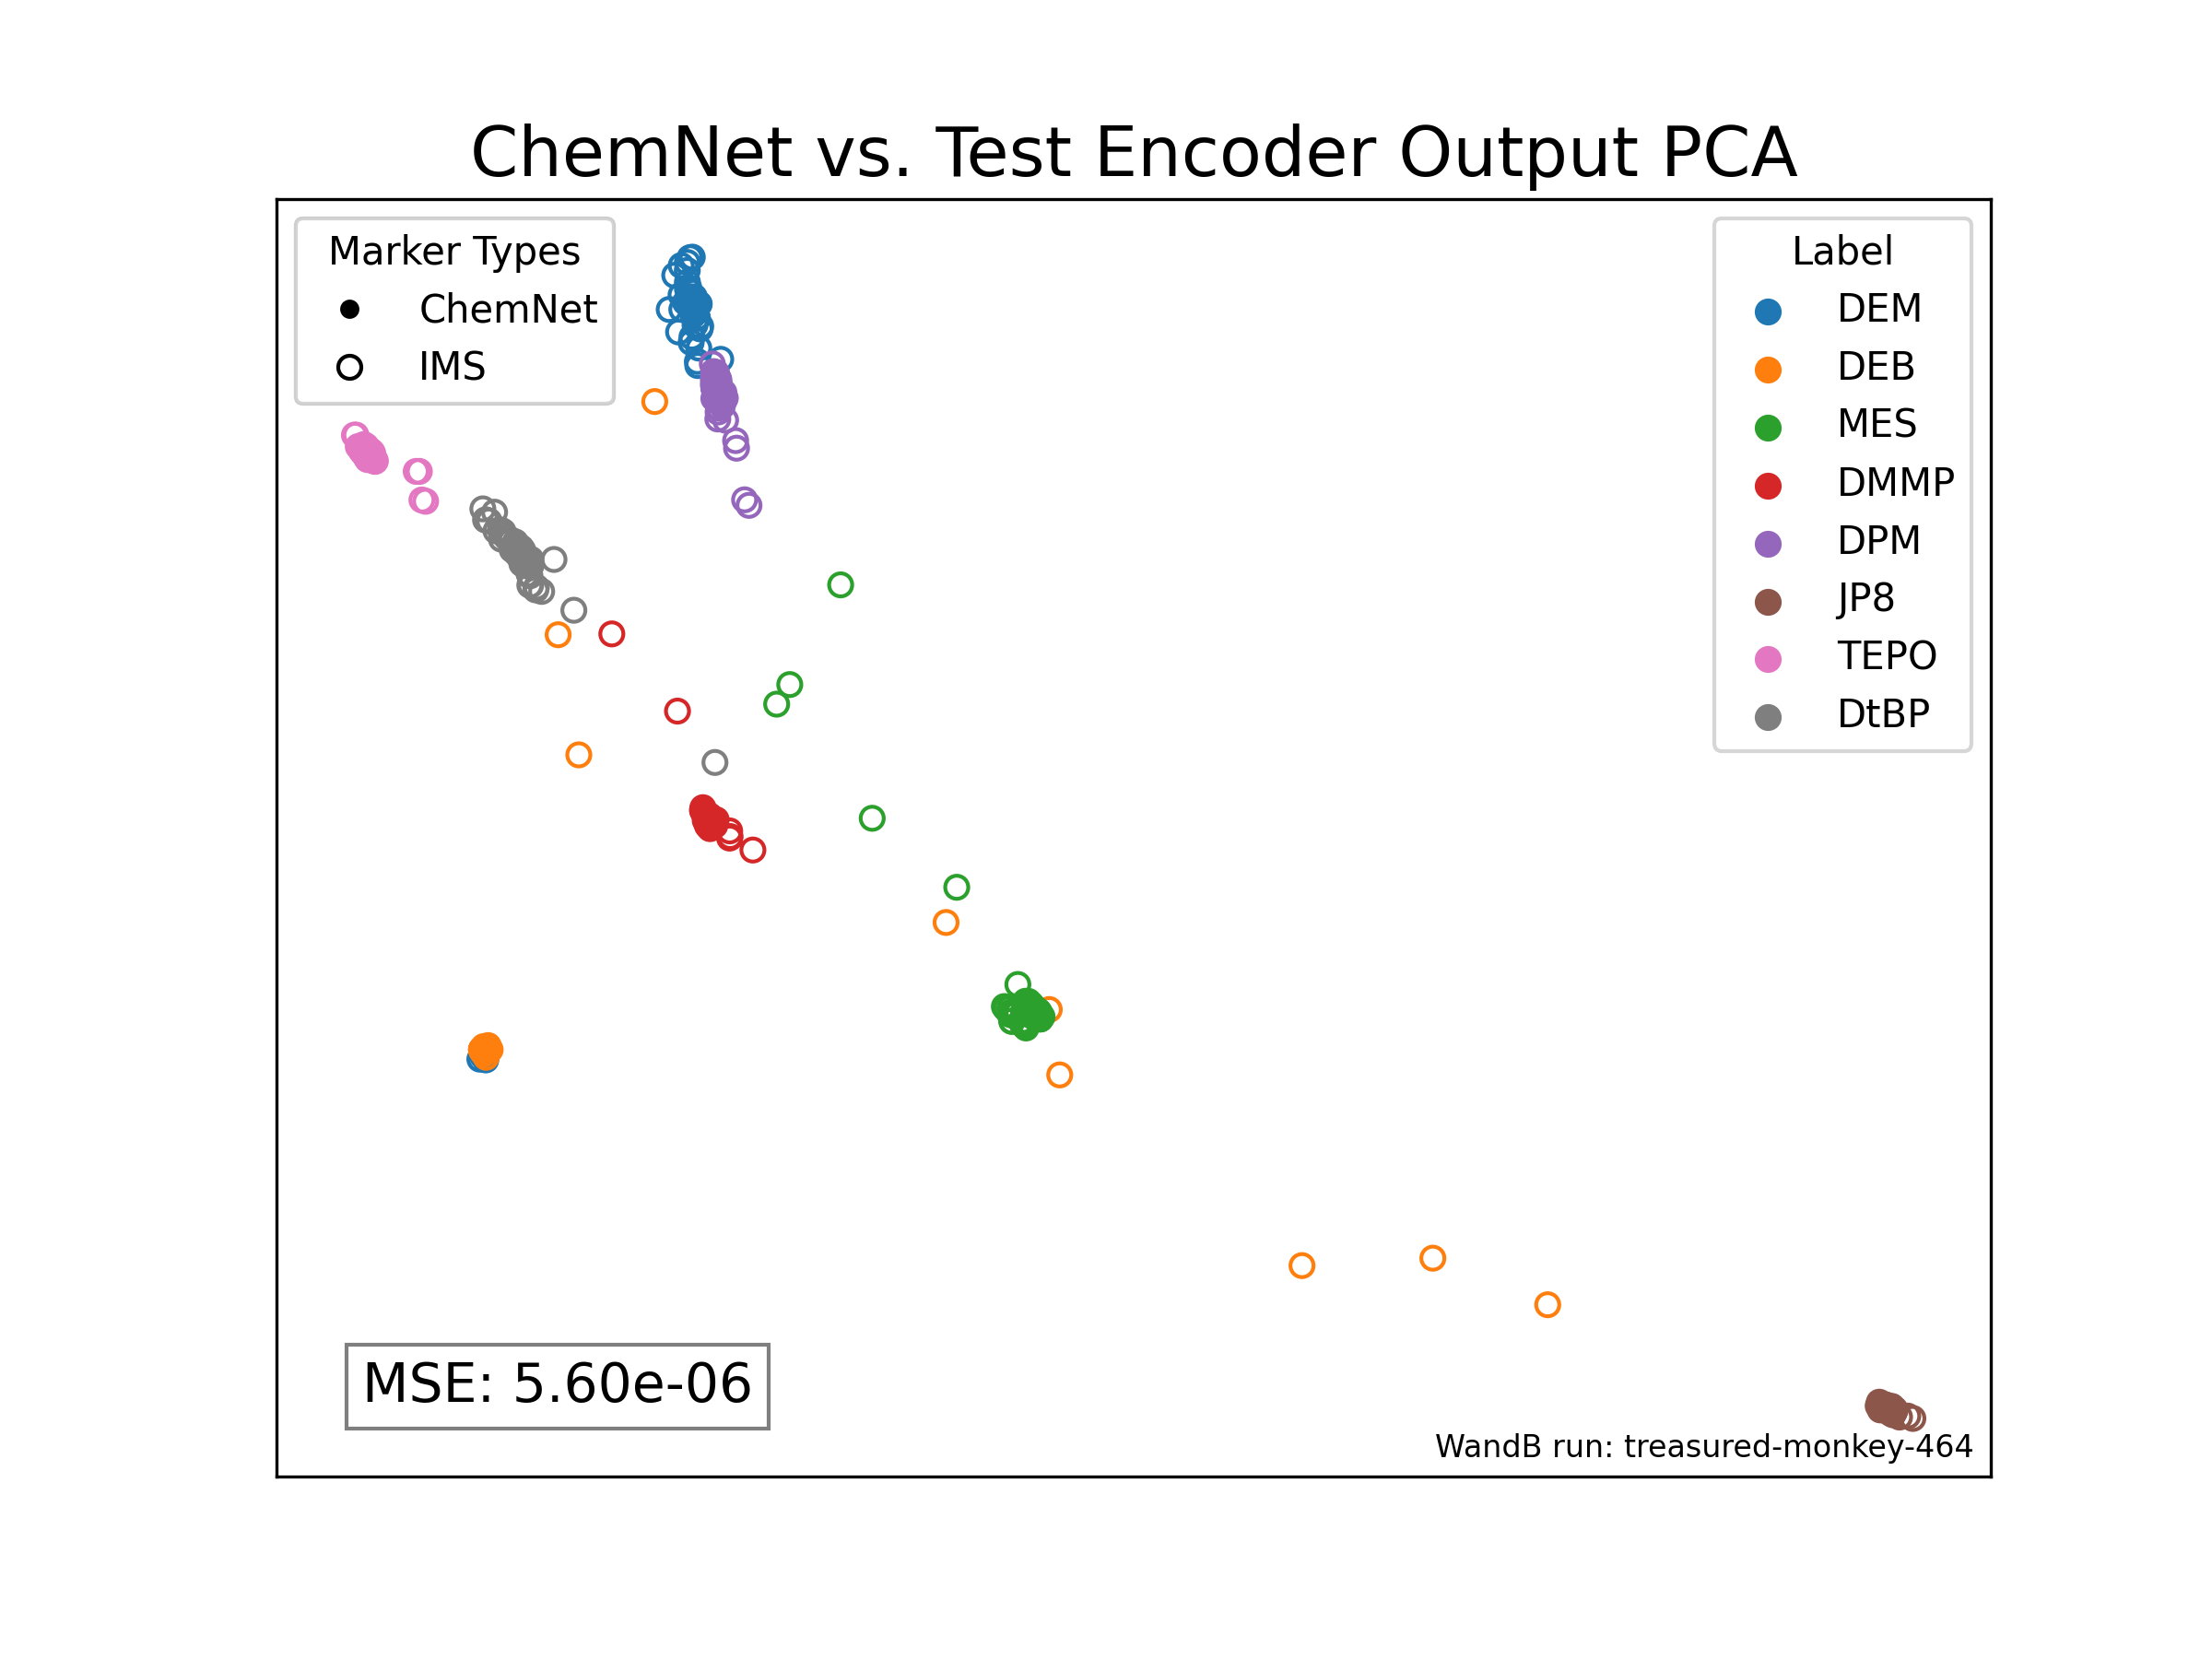 ChemNet vs. Test Encoder Output PCA
Marker Types
ChemNet
IMS
Label
DEM
DEB
MES
DMMP
DPM
JP8
TEPO
DtBP
MSE: 5.60e-06
WandB run: treasured-monkey-464